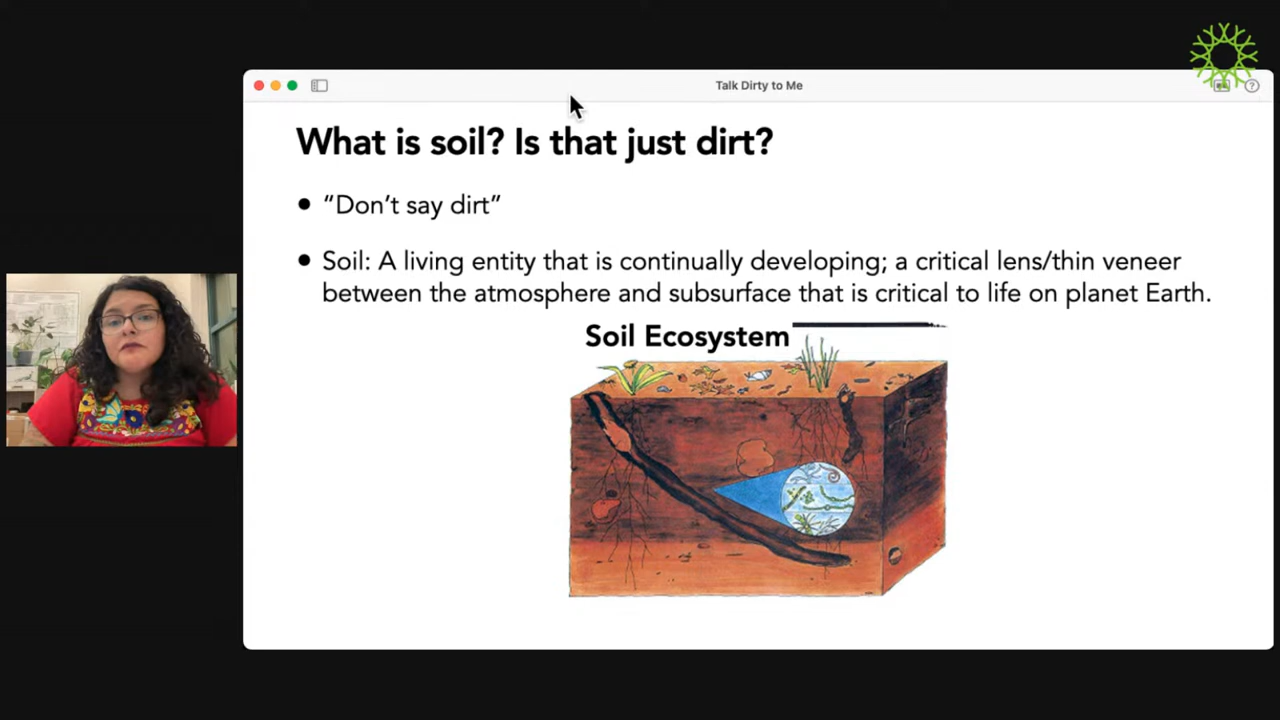 Talk Dirty to Me
What is soil? Is that just dirt?
• “Don’t say dirt”
• Soil: A living entity that is continually developing; a critical lens/thin veneer
between the atmosphere and subsurface that is critical to life on planet Earth.
Soil Ecosystem